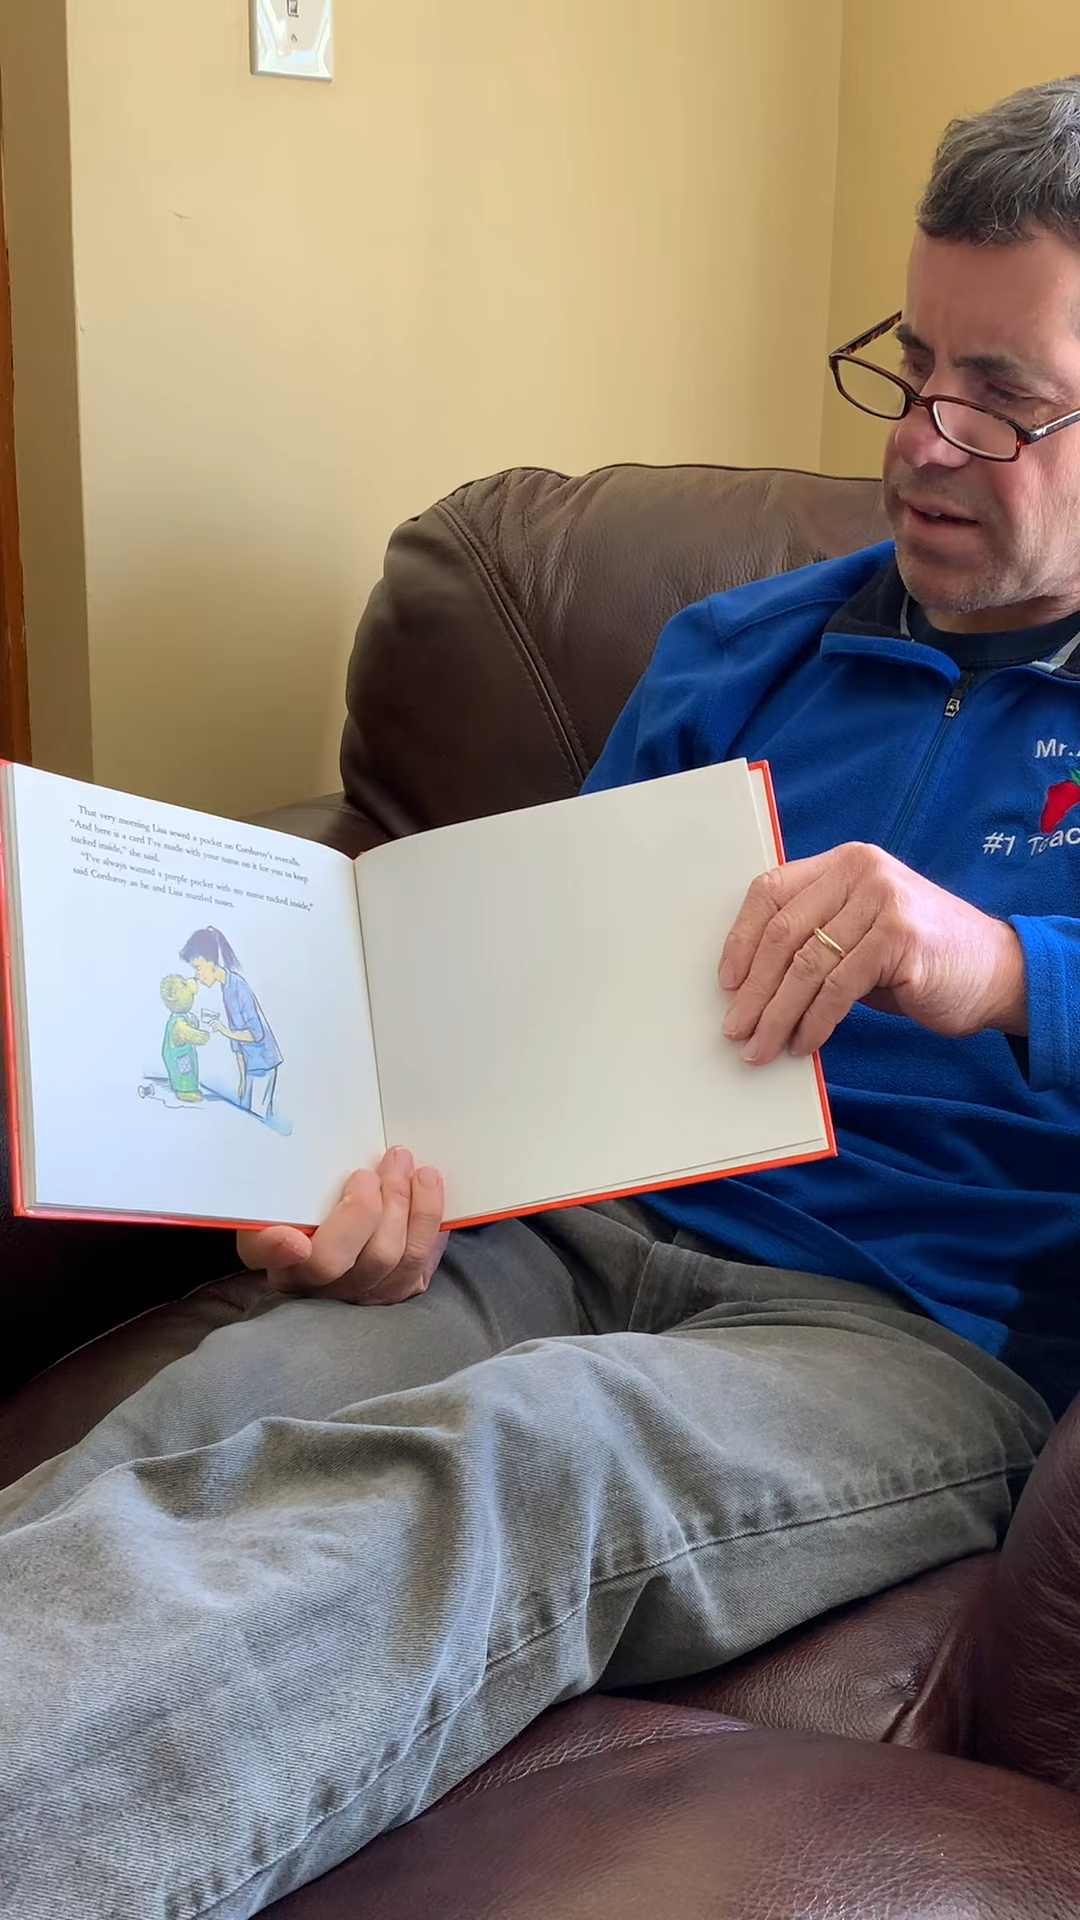 That very morning Lisa sewed a pocket on Corduroy's overalls.
"And here is a card I've made with your name on it for you to keep
tucked inside," she said.
"I've always wanted a purple pocket with my name tucked inside,"
said Corduroy as he and Lisa nuzzled noses.
Mr.
#1 Teac